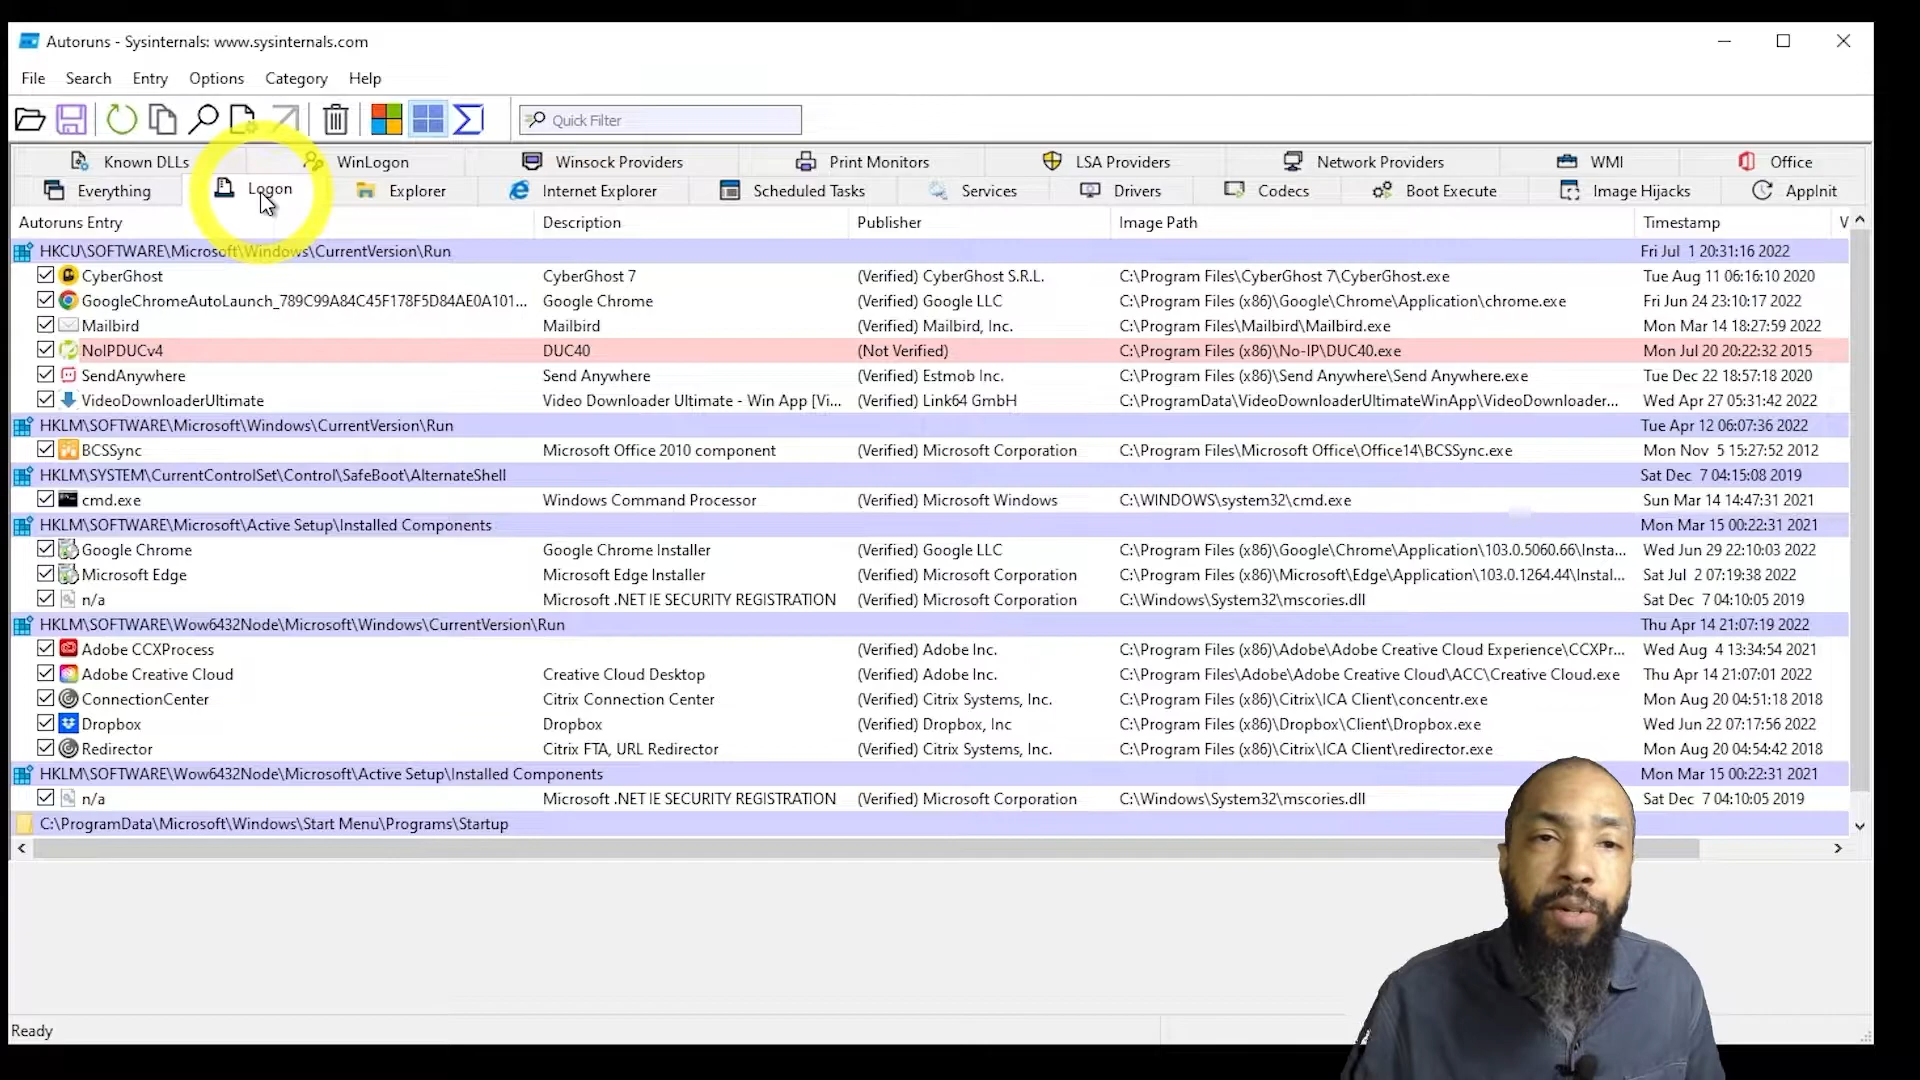 Autoruns - Sysinternals: www.sysinternals.com
File Search Entry Options Category Help
Quick Filter
Known DLLs WinLogon Winsock Providers Print Monitors LSA Providers Network Providers WMI Office
Everything Logon Explorer Internet Explorer Scheduled Tasks Services Drivers Codecs Boot Execute Image Hijacks AppInit
Autoruns Entry Description Publisher Image Path Timestamp V
HKCU\SOFTWARE\Microsoft\Windows\CurrentVersion\Run Fri Jul 1 20:31:16 2022
CyberGhost CyberGhost 7 (Verified) CyberGhost S.R.L. C:\Program Files\CyberGhost 7\CyberGhost.exe Tue Aug 11 06:16:10 2020
GoogleChromeAutoLaunch_789C99A84C45F178F5D84AE0A101... Google Chrome (Verified) Google LLC C:\Program Files (x86)\Google\Chrome\Application\chrome.exe Fri Jun 24 23:10:17 2022
Mailbird Mailbird (Verified) Mailbird, Inc. C:\Program Files\Mailbird\Mailbird.exe Mon Mar 14 18:27:59 2022
NoIPDUCv4 DUC40 (Not Verified) C:\Program Files (x86)\No-IP\DUC40.exe Mon Jul 20 20:22:32 2015
SendAnywhere Send Anywhere (Verified) Estmob Inc. C:\Program Files (x86)\Send Anywhere\Send Anywhere.exe Tue Dec 22 18:57:18 2020
VideoDownloaderUltimate Video Downloader Ultimate - Win App [Vi... (Verified) Link64 GmbH C:\ProgramData\VideoDownloaderUltimateWinApp\VideoDownloader... Wed Apr 27 05:31:42 2022
HKLM\SOFTWARE\Microsoft\Windows\CurrentVersion\Run Tue Apr 12 06:07:36 2022
BCSSync Microsoft Office 2010 component (Verified) Microsoft Corporation C:\Program Files\Microsoft Office\Office14\BCSSync.exe Mon Nov 5 15:27:52 2012
HKLM\SYSTEM\CurrentControlSet\Control\SafeBoot\AlternateShell Sat Dec 7 04:15:08 2019
cmd.exe Windows Command Processor (Verified) Microsoft Windows C:\WINDOWS\system32\cmd.exe Sun Mar 14 14:47:31 2021
HKLM\SOFTWARE\Microsoft\Active Setup\Installed Components Mon Mar 15 00:22:31 2021
Google Chrome Google Chrome Installer (Verified) Google LLC C:\Program Files (x86)\Google\Chrome\Application\103.0.5060.66\Insta... Wed Jun 29 22:10:03 2022
Microsoft Edge Microsoft Edge Installer (Verified) Microsoft Corporation C:\Program Files (x86)\Microsoft\Edge\Application\103.0.1264.44\Instal... Sat Jul 2 07:19:38 2022
n/a Microsoft .NET IE SECURITY REGISTRATION (Verified) Microsoft Corporation C:\Windows\System32\mscories.dll Sat Dec 7 04:10:05 2019
HKLM\SOFTWARE\Wow6432Node\Microsoft\Windows\CurrentVersion\Run Thu Apr 14 21:07:19 2022
Adobe CCXProcess (Verified) Adobe Inc. C:\Program Files (x86)\Adobe\Adobe Creative Cloud Experience\CCXPr... Wed Aug 4 13:34:54 2021
Adobe Creative Cloud Creative Cloud Desktop (Verified) Adobe Inc. C:\Program Files\Adobe\Adobe Creative Cloud\ACC\Creative Cloud.exe Thu Apr 14 21:07:01 2022
ConnectionCenter Citrix Connection Center (Verified) Citrix Systems, Inc. C:\Program Files (x86)\Citrix\ICA Client\concentr.exe Mon Aug 20 04:51:18 2018
Dropbox Dropbox (Verified) Dropbox, Inc C:\Program Files (x86)\Dropbox\Client\Dropbox.exe Wed Jun 22 07:17:56 2022
Redirector Citrix FTA, URL Redirector (Verified) Citrix Systems, Inc. C:\Program Files (x86)\Citrix\ICA Client\redirector.exe Mon Aug 20 04:54:42 2018
HKLM\SOFTWARE\Wow6432Node\Microsoft\Active Setup\Installed Components Mon Mar 15 00:22:31 2021
n/a Microsoft .NET IE SECURITY REGISTRATION (Verified) Microsoft Corporation C:\Windows\System32\mscories.dll Sat Dec 7 04:10:05 2019
C:\ProgramData\Microsoft\Windows\Start Menu\Programs\Startup
Ready